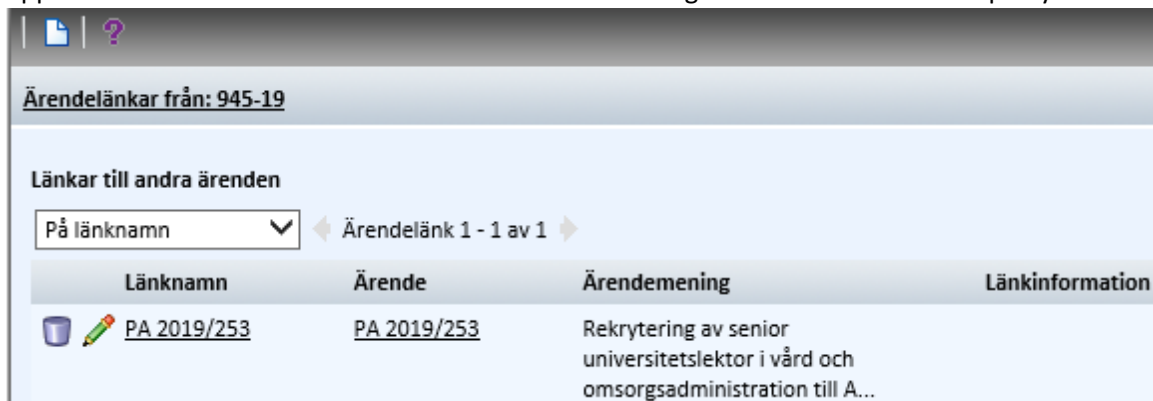 Ärendelänkar från: 945-19
Länkar till andra ärenden
På länknamn Ärendelänk 1 - 1 av 1
Länknamn Ärende Ärendemening Länkinformation
PA 2019/253 PA 2019/253 Rekrytering av senior
universitetslektor i vård och
omsorgsadministration till A...